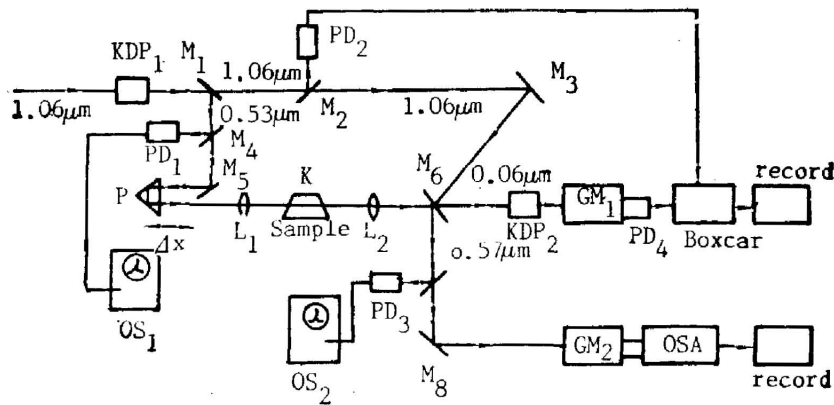 PD2
KDP1
M1
1.06μm
M3
1.06μm
0.53μm
M2
1.06μm
PD1
M4
M5
M6
0.06μm
record
P
K
GM1
L1
Sample
L2
KDP2
PD4
Boxcar
Δx
0.57μm
OS1
PD3
OS2
M8
GM2
OSA
record